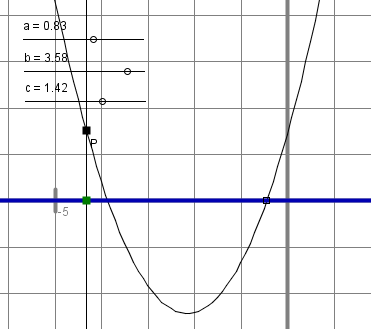 a = 0.83
b = 3.58
c = 1.42
P
-5